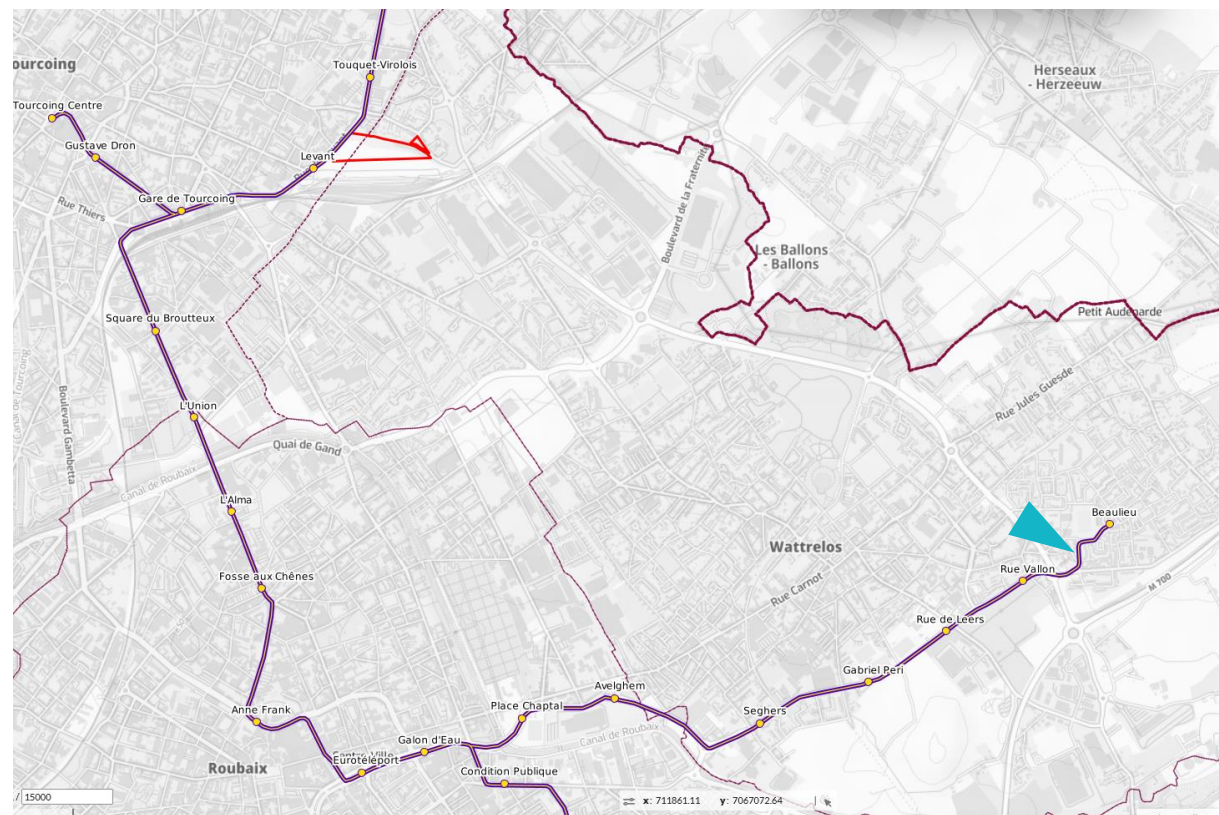 Touquet-Virolois
ourcoing
Herseaux
- Herzeeuw
Tourcoing Centre
Gustave Dron
Levant
Boulevard de la Fraternité
Gare de Tourcoing
Rue Thiers
Les Ballons
- Ballons
Petit Audenarde
Square du Broutteux
Canal de Tourcoing
Boulevard Gambetta
Rue Jules Guesde
L'Union
Quai de Gand
Canal de Roubaix
L'Alma
Beaulieu
Wattrelos
Rue Vallon
M 700
Fosse aux Chênes
Rue Carnot
Rue de Leers
Gabriel Peri
Avelghem
Place Chaptal
Anne Frank
Seghers
Canal de Roubaix
Galon d'Eau
Centre Ville
Eurotéléport
Roubaix
Condition Publique
/ 15000
x: 711861.11 y: 7067072.64